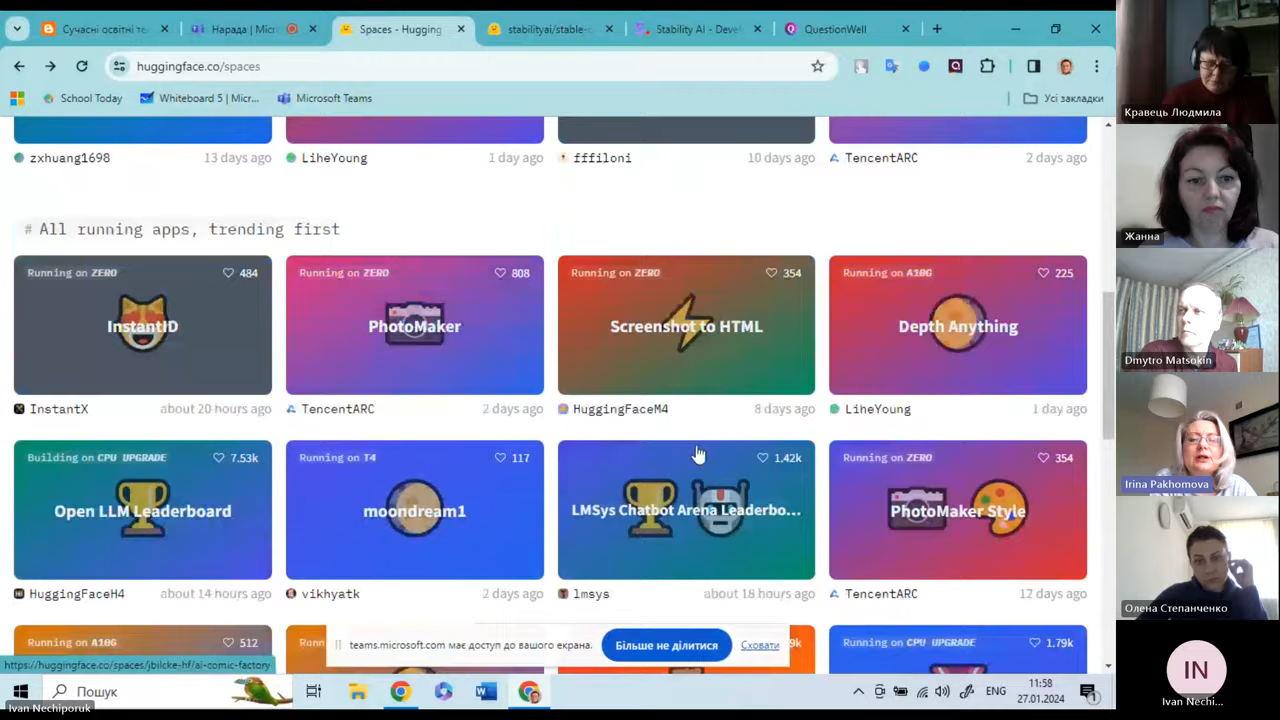 Сучасні освітні те
Нарада | Micr
Spaces - Hugging
stabilityai/stable-
Stability AI - Deve
QuestionWell
huggingface.co/spaces
School Today
Whiteboard 5 | Micr...
Microsoft Teams
Усі закладки
zxhuang1698
13 days ago
LiheYoung
1 day ago
fffiloni
10 days ago
TencentARC
2 days ago
# All running apps, trending first
Running on ZERO
484
InstantID
InstantX
about 20 hours ago
Running on ZERO
808
PhotoMaker
TencentARC
2 days ago
Running on ZERO
354
Screenshot to HTML
HuggingFaceM4
8 days ago
Running on A10G
225
Depth Anything
LiheYoung
1 day ago
Building on CPU UPGRADE
7.53k
Open LLM Leaderboard
HuggingFaceH4
about 14 hours ago
Running on T4
117
moondream1
vikhyatk
2 days ago
1.42k
LMSys Chatbot Arena Leaderbo...
lmsys
about 18 hours ago
Running on ZERO
354
PhotoMaker Style
TencentARC
12 days ago
Running on A10G
512
Running on CPU UPGRADE
1.79k
teams.microsoft.com має доступ до вашого екрана.
Більше не ділитися
Сховати
https://huggingface.co/spaces/jbilcke-hf/ai-comic-factory
Пошук
ENG
11:58
27.01.2024
1
Ivan Nechiporuk
Кравець Людмила
Жанна
Dmytro Matsokin
Irina Pakhomova
Олена Степанченко
IN
Ivan Nechi...